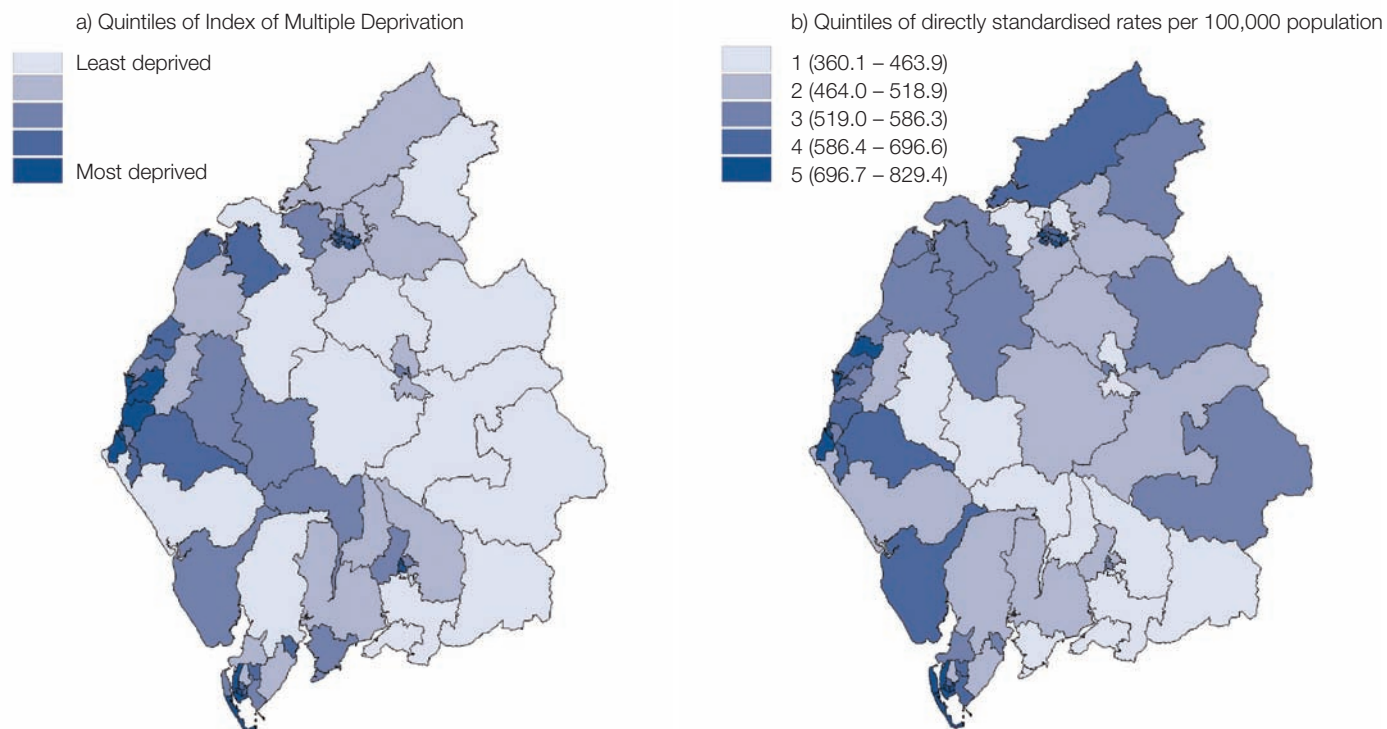 a) Quintiles of Index of Multiple Deprivation
Least deprived
Most deprived
b) Quintiles of directly standardised rates per 100,000 population
1 (360.1 – 463.9)
2 (464.0 – 518.9)
3 (519.0 – 586.3)
4 (586.4 – 696.6)
5 (696.7 – 829.4)